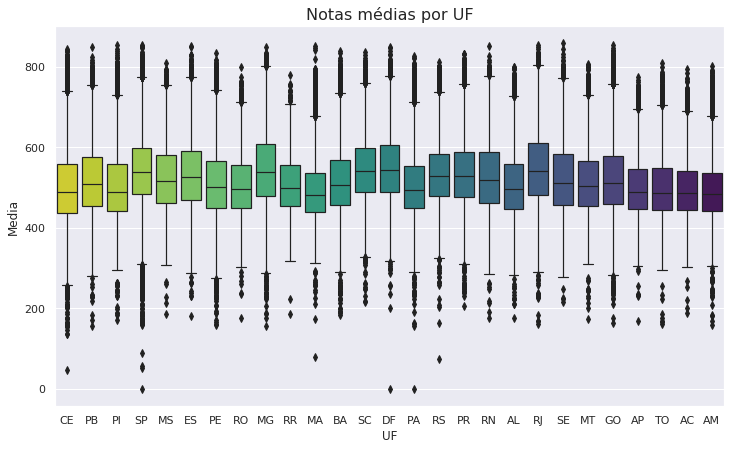 Notas médias por UF
Media
800
600
400
200
0
CE PB PI SP MS ES PE RO MG RR MA BA SC DF PA RS PR RN AL RJ SE MT GO AP TO AC AM
UF